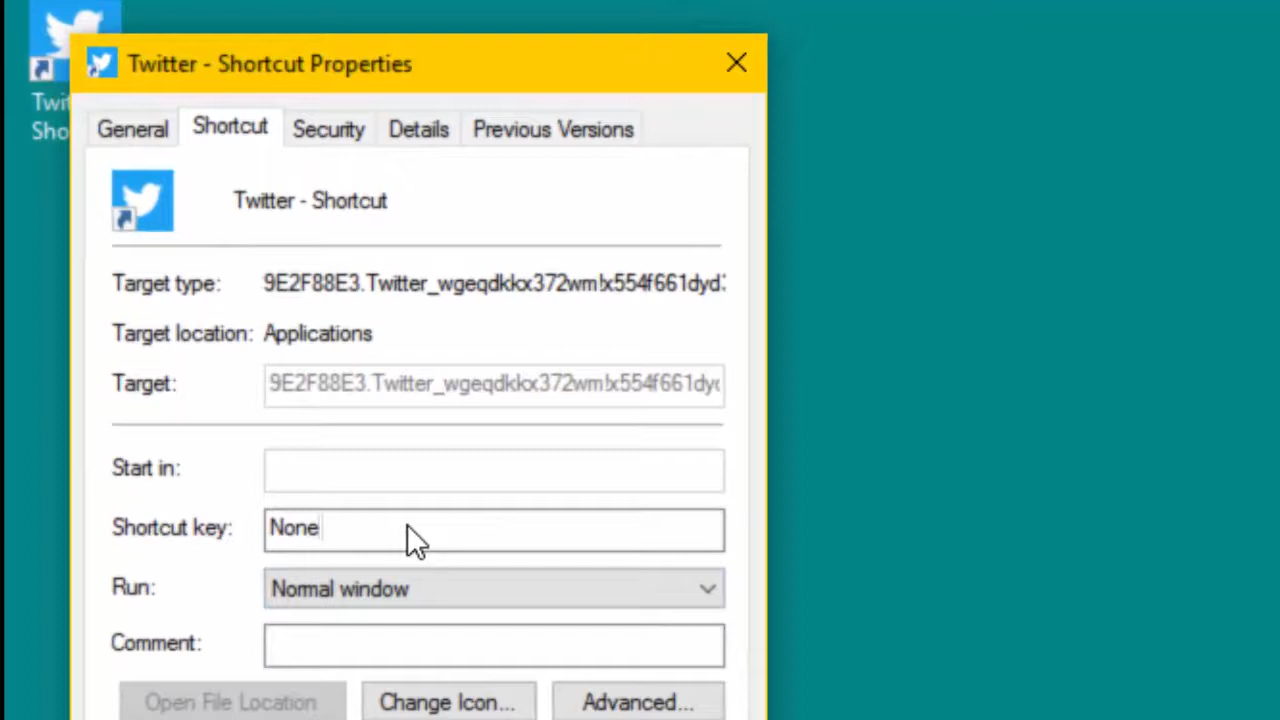 Twitter - Shortcut Properties
General Shortcut Security Details Previous Versions
Twitter - Shortcut
Target type: 9E2F88E3.Twitter_wgeqdkkx372wm!x554f661dyd
Target location: Applications
Target: 9E2F88E3.Twitter_wgeqdkkx372wm!x554f661dy
Start in:
Shortcut key: None
Run: Normal window
Comment:
Open File Location Change Icon... Advanced...